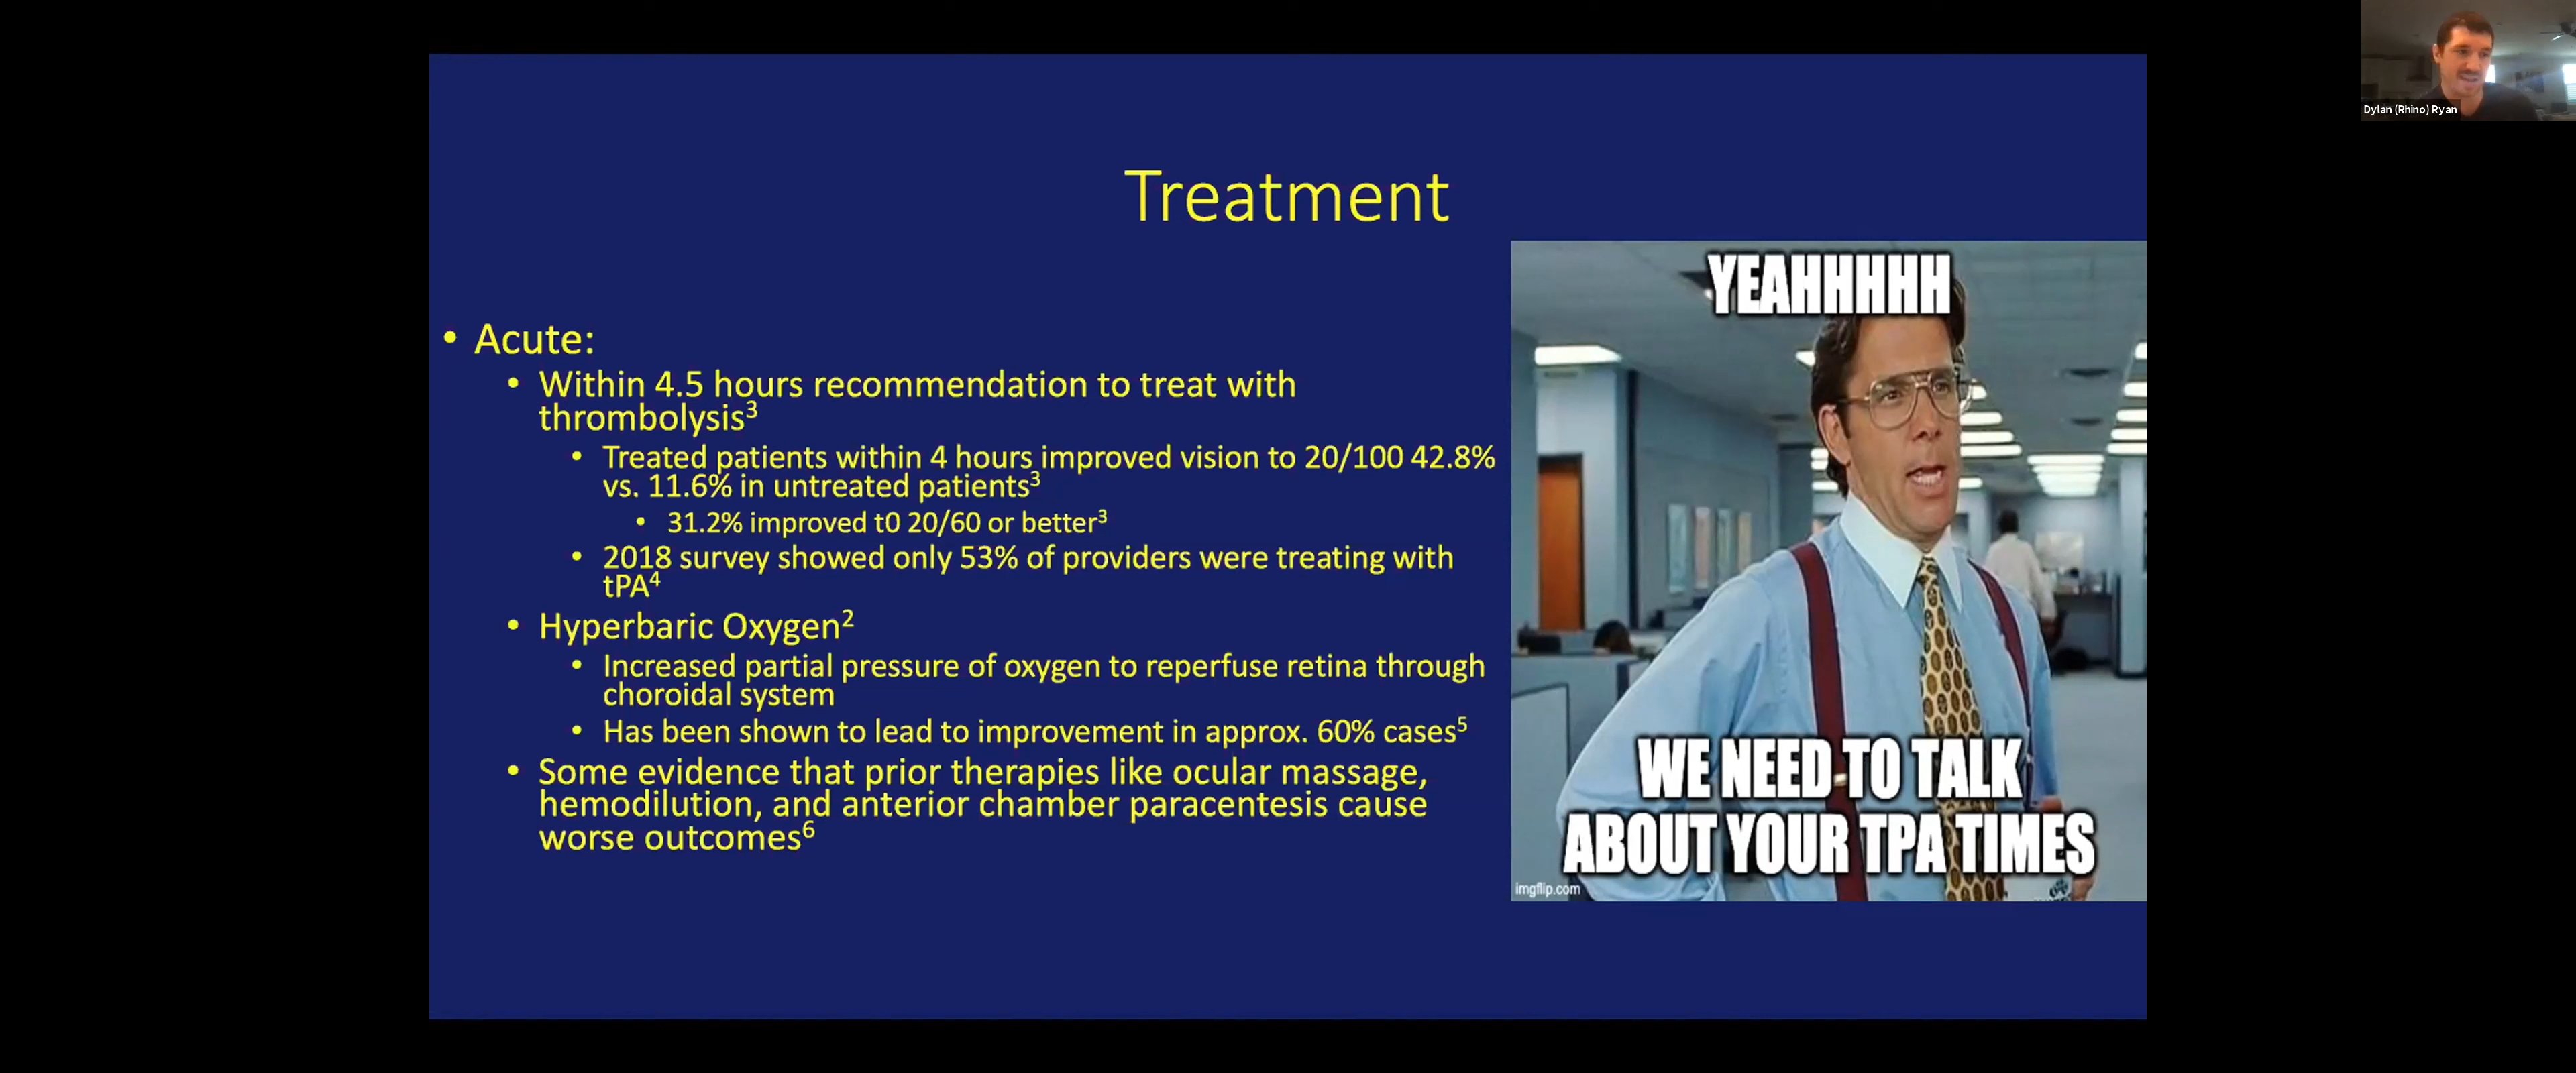 Dylan (Rhino) Ryan
Treatment
• Acute:
• Within 4.5 hours recommendation to treat with
thrombolysis³
• Treated patients within 4 hours improved vision to 20/100 42.8%
vs. 11.6% in untreated patients³
• 31.2% improved t0 20/60 or better³
• 2018 survey showed only 53% of providers were treating with
tPA⁴
• Hyperbaric Oxygen²
• Increased partial pressure of oxygen to reperfuse retina through
choroidal system
• Has been shown to lead to improvement in approx. 60% cases⁵
• Some evidence that prior therapies like ocular massage,
hemodilution, and anterior chamber paracentesis cause
worse outcomes⁶
YEAHHHHH
WE NEED TO TALK
ABOUT YOUR TPA TIMES
imgflip.com